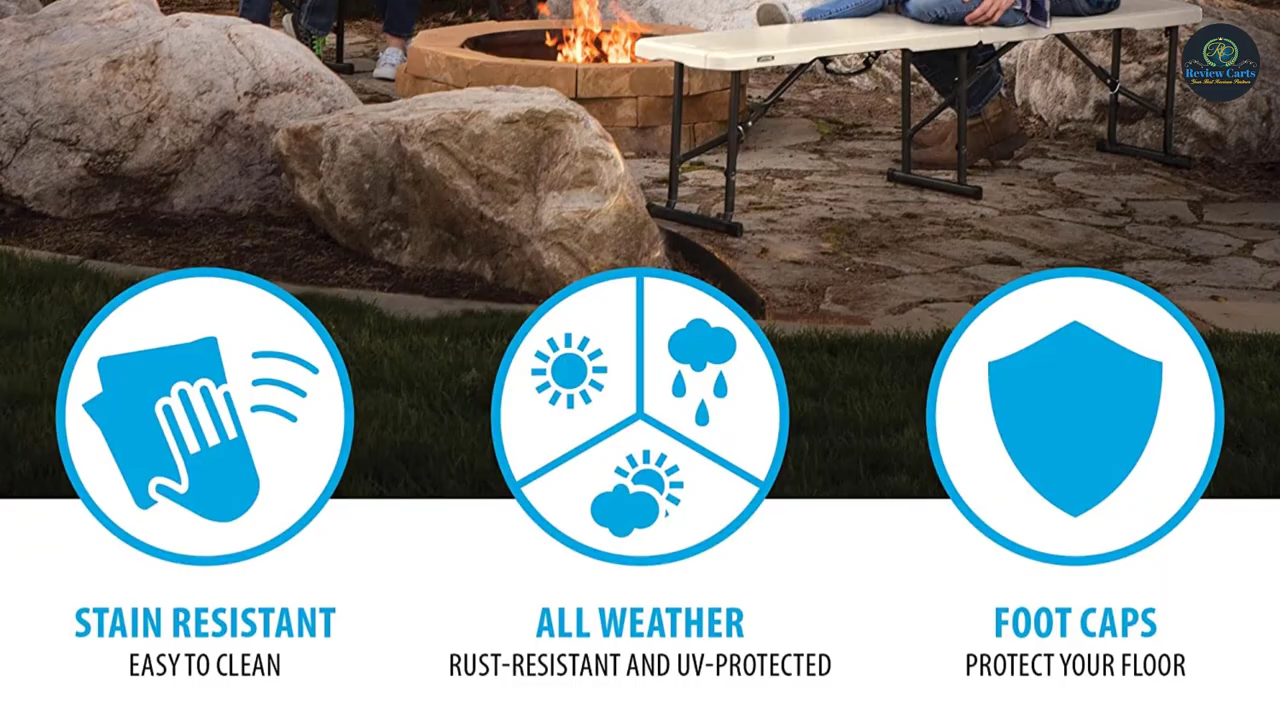 Review Carts
STAIN RESISTANT
EASY TO CLEAN
ALL WEATHER
RUST-RESISTANT AND UV-PROTECTED
FOOT CAPS
PROTECT YOUR FLOOR